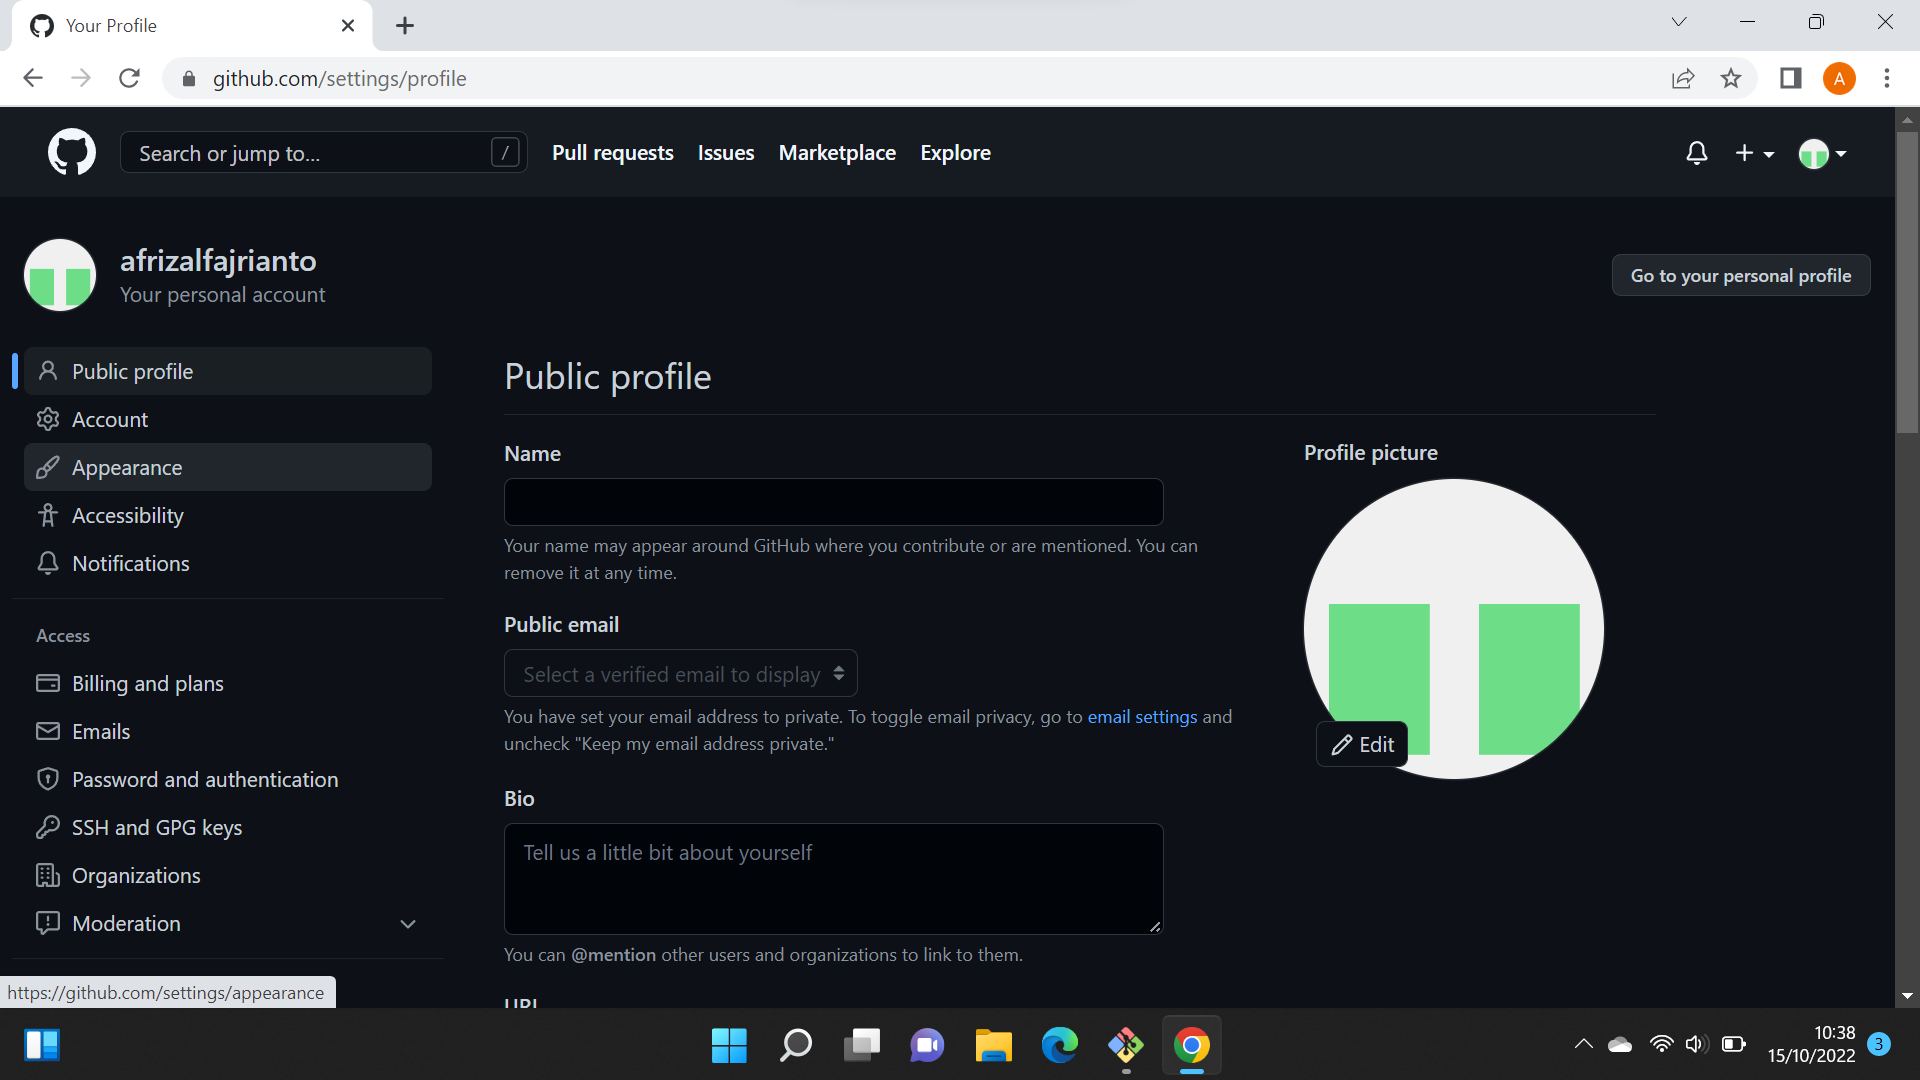 Your Profile
github.com/settings/profile
A
Search or jump to...
/
Pull requests
Issues
Marketplace
Explore
afrizalfajrianto
Your personal account
Go to your personal profile
Public profile
Account
Appearance
Accessibility
Notifications
Access
Billing and plans
Emails
Password and authentication
SSH and GPG keys
Organizations
Moderation
Public profile
Name
Your name may appear around GitHub where you contribute or are mentioned. You can
remove it at any time.
Public email
Select a verified email to display
You have set your email address to private. To toggle email privacy, go to email settings and
uncheck "Keep my email address private."
Bio
Tell us a little bit about yourself
You can @mention other users and organizations to link to them.
URL
Profile picture
Edit
https://github.com/settings/appearance
10:38
15/10/2022
3